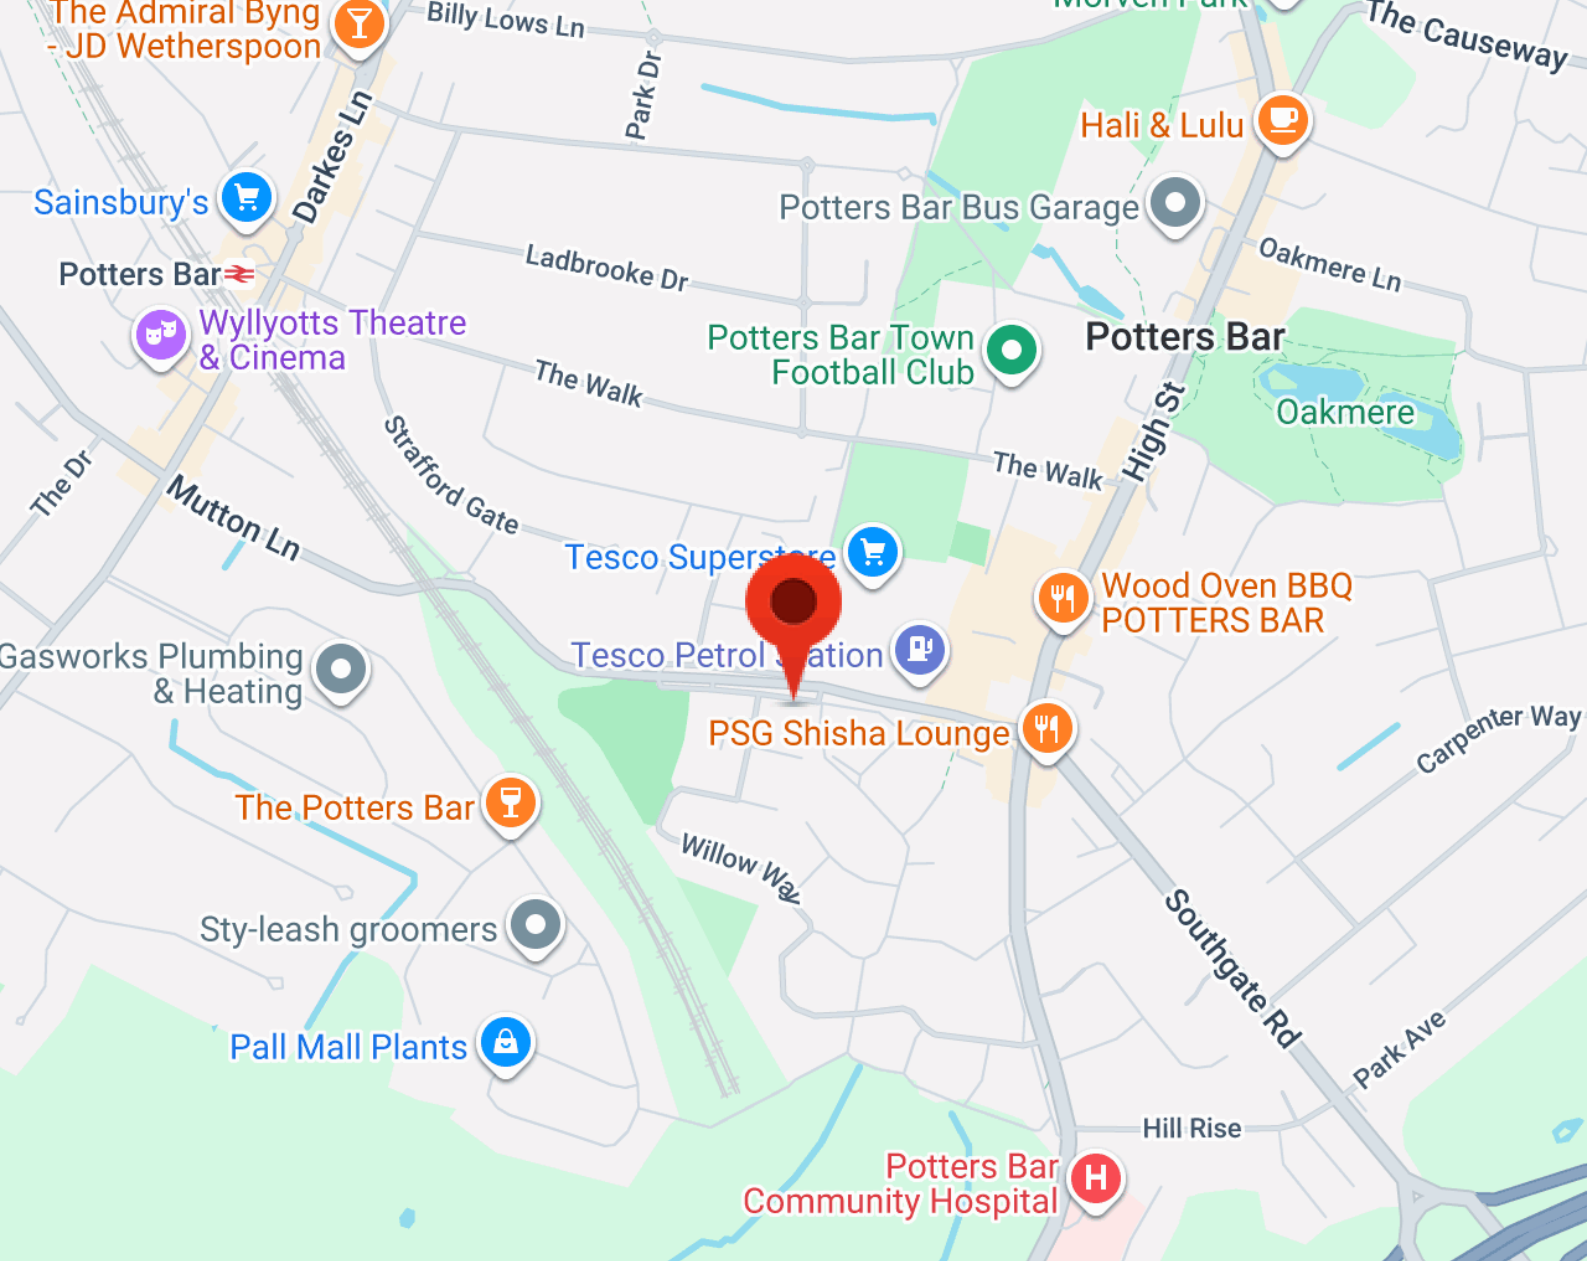 The Admiral Byng
- JD Wetherspoon
Billy Lows Ln
Morven Park
The Causeway
Park Dr
Darkes Ln
Hali & Lulu
Sainsbury's
Potters Bar Bus Garage
Ladbrooke Dr
Oakmere Ln
Potters Bar
Wyllyotts Theatre
& Cinema
Potters Bar Town
Football Club
Potters Bar
The Walk
Oakmere
High St
Strafford Gate
The Walk
The Dr
Mutton Ln
Tesco Superstore
Wood Oven BBQ
POTTERS BAR
Gasworks Plumbing
& Heating
Tesco Petrol Station
PSG Shisha Lounge
Carpenter Way
The Potters Bar
Willow Way
Sty-leash groomers
Southgate Rd
Pall Mall Plants
Park Ave
Hill Rise
Potters Bar
Community Hospital
H